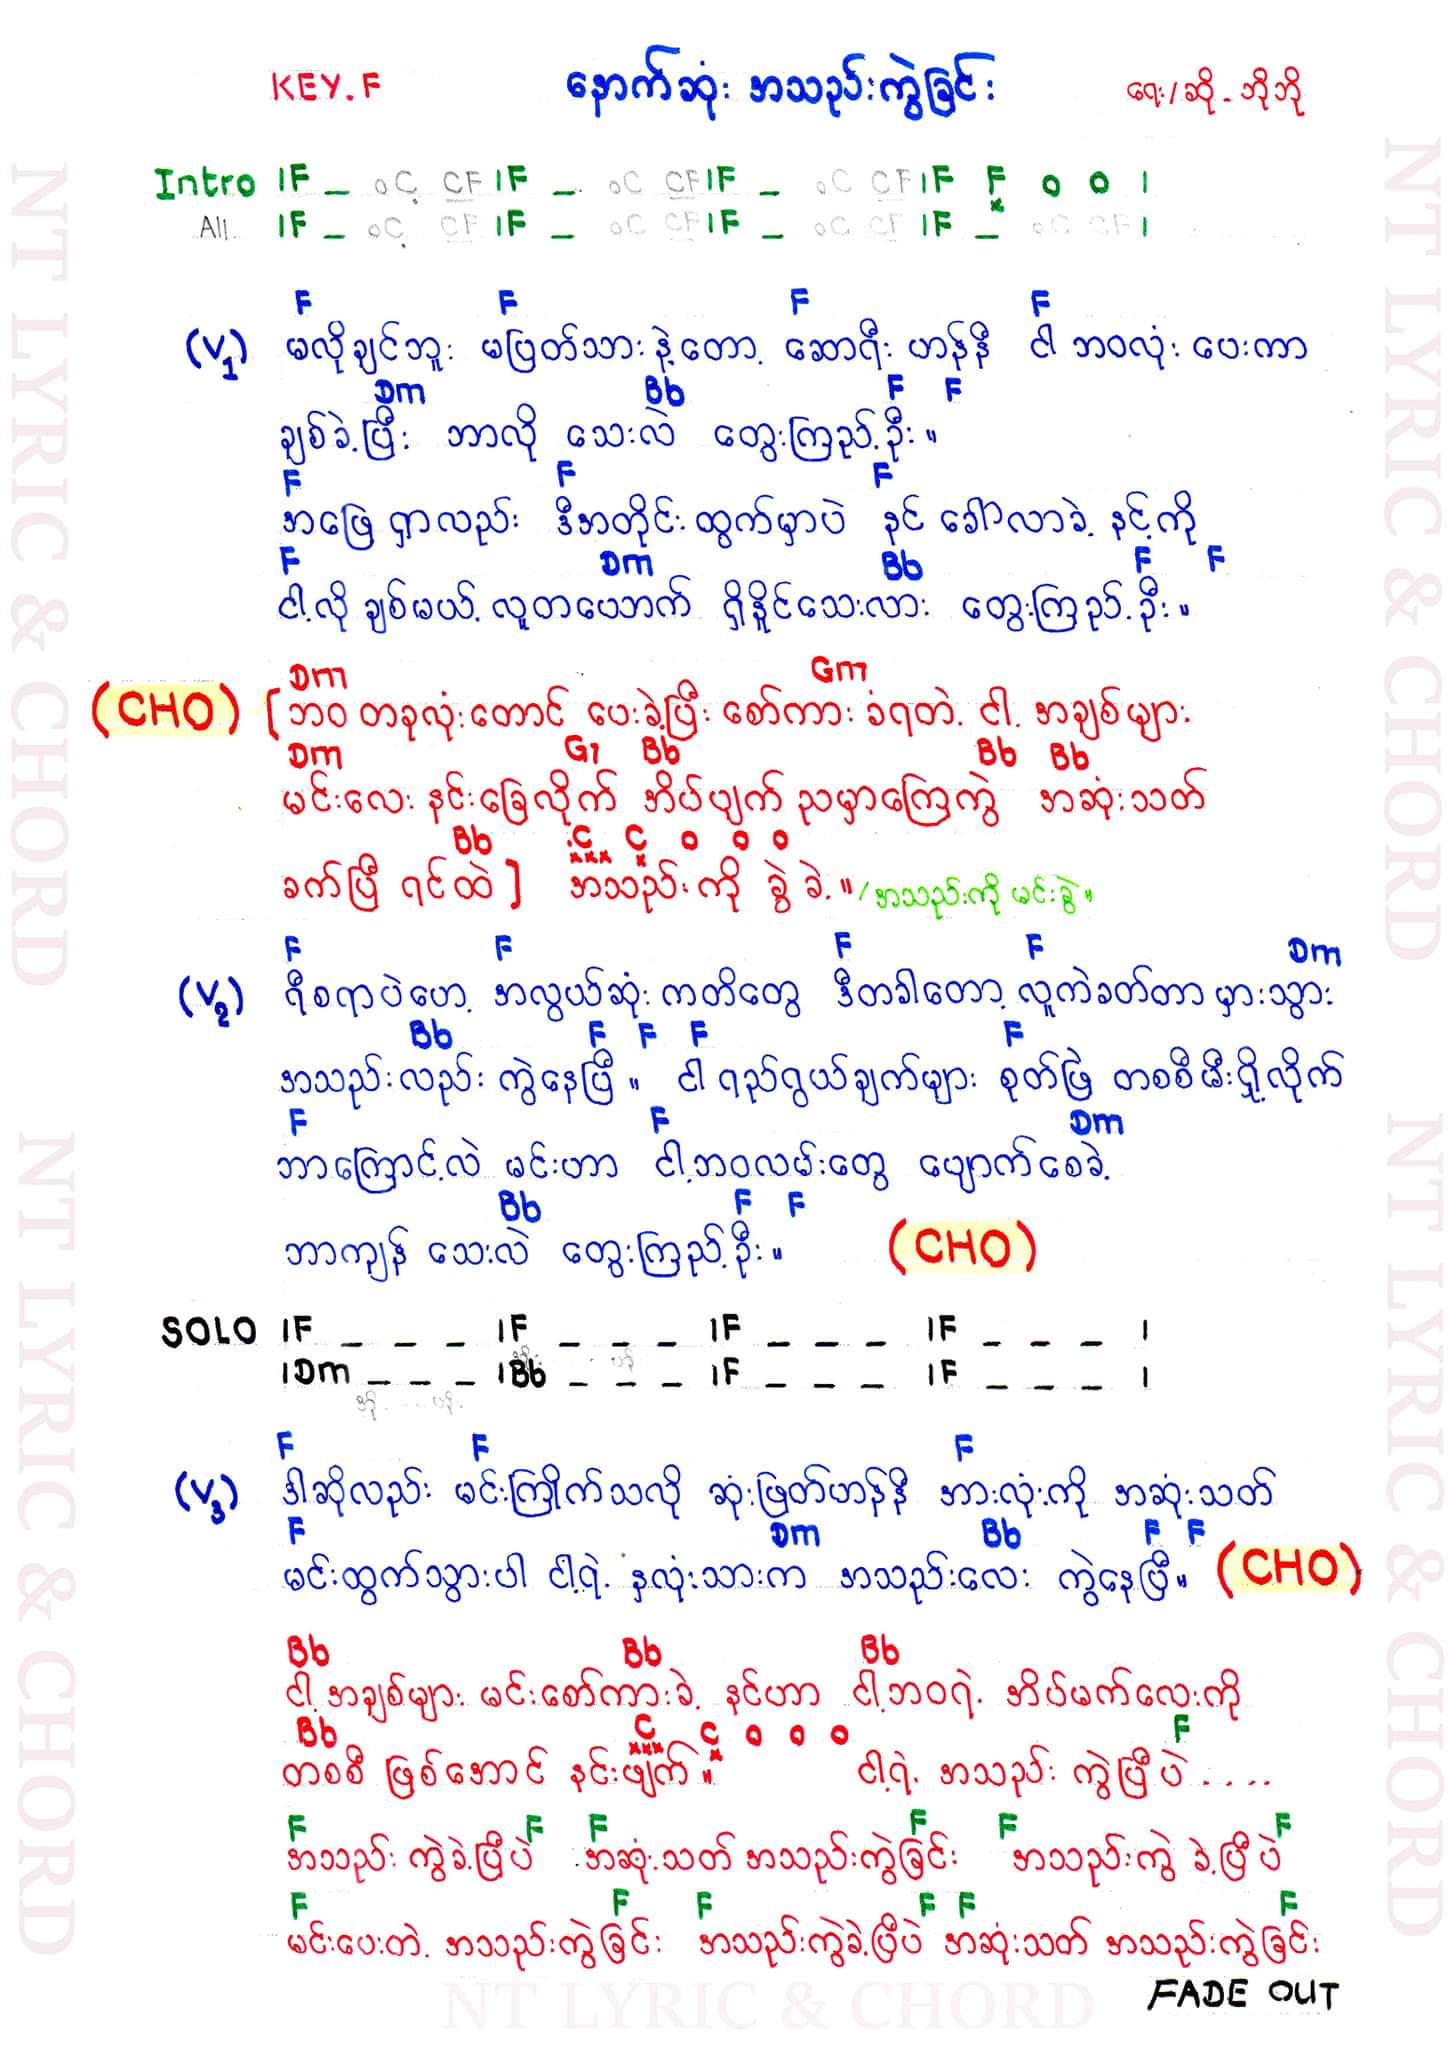 KEY.F နောက်ဆုံး အသည်းကွဲခြင်း ရေး/ဆို - ဘိုဘို
Intro |F _ oC CF |F _ oC CF |F _ oC CF |F F o o |
All |F _ oC CF |F _ oC CF |F _ oC CF |F _ oC CF |
F F F F
(V1) မလိုချင်ဘူး မပြတ်သားနဲ့တော့ ဆောရီး ဟန်နီ ငါ ဘဝလုံး ပေးကာ
Dm Bb F F
ချစ်ခဲ့ပြီး ဘာလို သေးလဲ တွေးကြည့်ဦး။
F F F
အဖြေ ရှာလည်း ဒီအတိုင်း ထွက်မှာပဲ နင် ခေါ်လာခဲ့ နင့်ကို
F Dm Bb F F
ငါ့လို ချစ်မယ့် လူတယောက် ရှိနိုင်သေးလား တွေးကြည့်ဦး။
Dm Gm
(CHO) [ ဘဝ တခုလုံးတောင် ပေးခဲ့ပြီး စော်ကား ခံရတဲ့ ငါ့ အချစ်များ
Dm G7 Bb Bb Bb
မင်းလေး နင်းခြေလိုက် အိပ်ပျက် ညမှာကြေကွဲ အဆုံးသတ်
Bb C C o o o
ခက်ပြီ ရင်ထဲ ] အသည်းကို ခွဲ ခဲ့။ / အသည်းကို မင်းခွဲ။
F F F F Dm
(V2) ရီစရာပဲဟေ့ အလွယ်ဆုံး ကတိတွေ ဒီတခါတော့ လူကဲခတ်တာ မှားသွား
Bb F F F F
အသည်းလည်း ကွဲနေပြီ။ ငါ ရည်ရွယ်ချက်များ စုတ်ဖြဲ တစစီမီးရှို့လိုက်
F F Dm
ဘာကြောင့်လဲ မင်းဟာ ငါ့ဘဝလမ်းတွေ ပျောက်စေခဲ့
Bb F F
ဘာကျန် သေးလဲ တွေးကြည့်ဦး။ (CHO)
SOLO |F _ _ _ |F _ _ _ |F _ _ _ |F _ _ _ |
|Dm _ _ _ |Bb _ _ _ |F _ _ _ |F _ _ _ |
F F F
(V3) ဒါဆိုလည်း မင်းကြိုက်သလို ဆုံးဖြတ်ဟန်နီ အားလုံးကို အဆုံးသတ်
F Dm Bb F F
မင်းထွက်သွားပါ ငါ့ရဲ့ နှလုံးသားက အသည်းလေး ကွဲနေပြီ။ (CHO)
Bb Bb Bb
ငါ့အချစ်များ မင်းစော်ကားခဲ့ နင်ဟာ ငါ့ဘဝရဲ့ အိပ်မက်လေးကို
Bb C C o o o F
တစစီ ဖြစ်အောင် နင်းဖျက်။ ငါ့ရဲ့ အသည်း ကွဲပြီပဲ .....
F F F F F F
အသည်း ကွဲခဲ့ပြီပဲ အဆုံးသတ် အသည်းကွဲခြင်း အသည်းကွဲ ခဲ့ပြီပဲ
F F F F F F
မင်းပေးတဲ့ အသည်းကွဲခြင်း အသည်းကွဲခဲ့ပြီပဲ အဆုံးသတ် အသည်းကွဲခြင်း
FADE OUT
NT LYRIC & CHORD
NT LYRIC & CHORD
NT LYRIC & CHORD
NT LYRIC & CHORD
NT LYRIC & CHORD